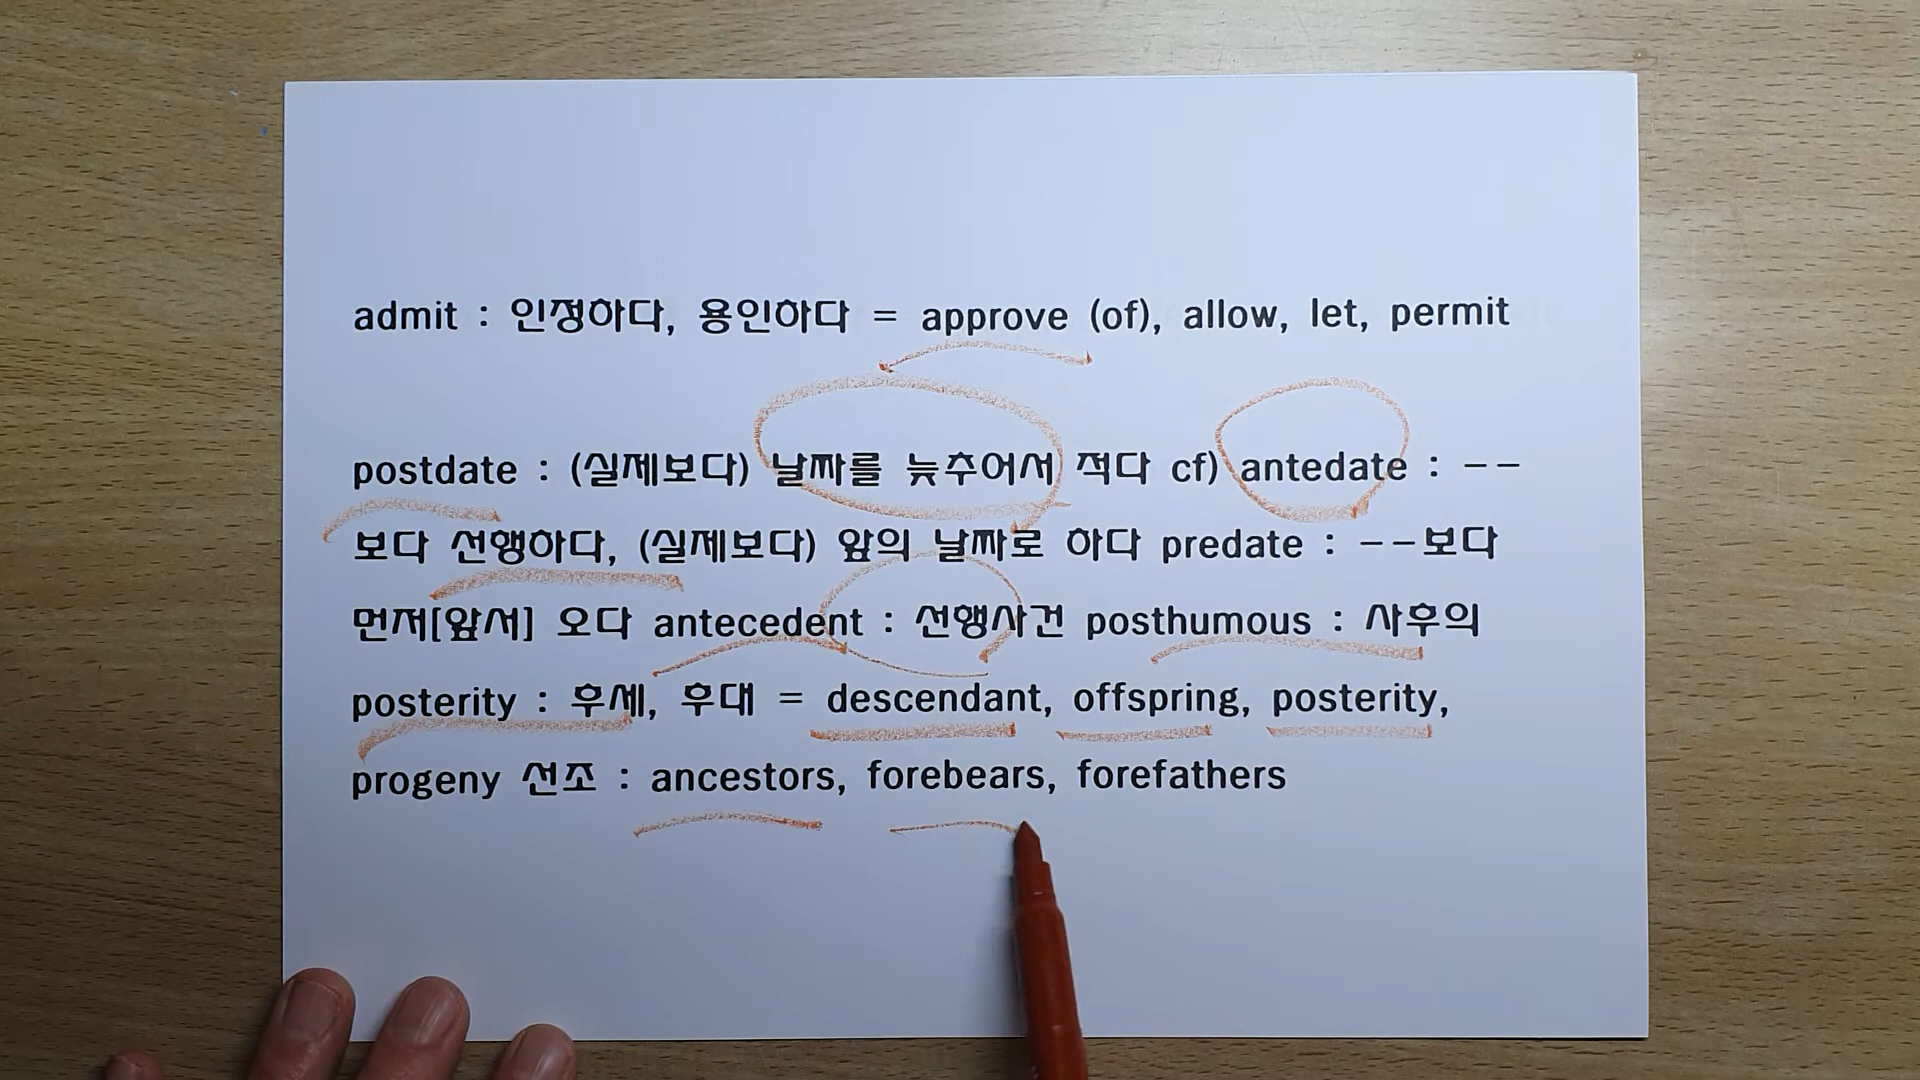 admit : 인정하다, 용인하다 = approve (of), allow, let, permit
postdate : (실제보다) 날짜를 늦추어서 적다 cf) antedate : --
보다 선행하다, (실제보다) 앞의 날짜로 하다 predate : --보다
먼저[앞서] 오다 antecedent : 선행사건 posthumous : 사후의
posterity : 후세, 후대 = descendant, offspring, posterity,
progeny 선조 : ancestors, forebears, forefathers